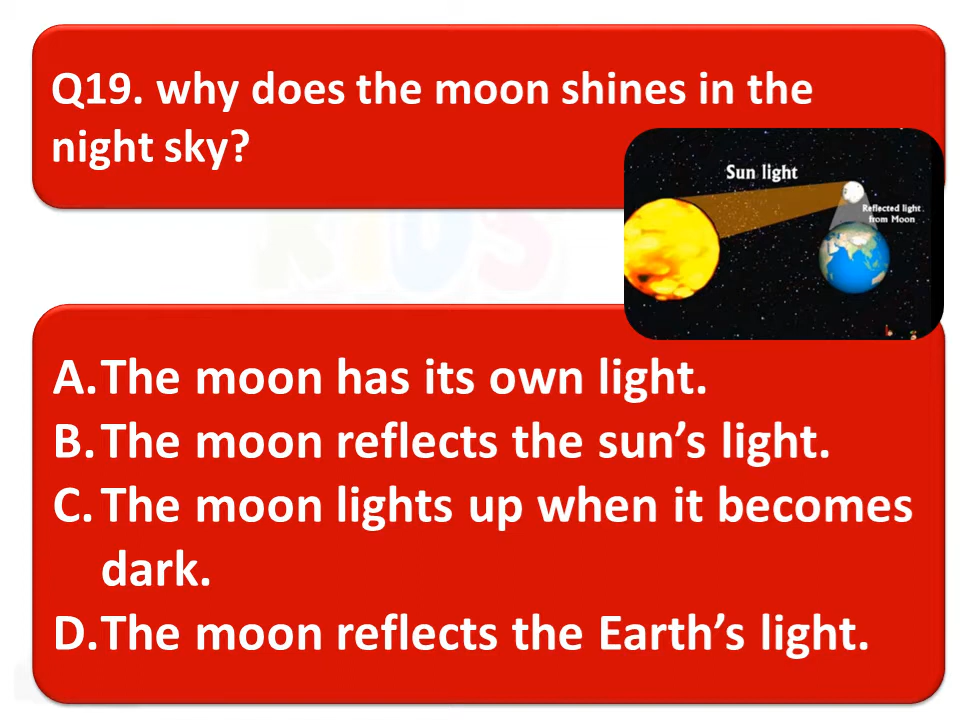 Q19. why does the moon shines in the
night sky?
Sun light
Reflected light
from Moon
A.The moon has its own light.
B.The moon reflects the sun’s light.
C.The moon lights up when it becomes
dark.
D.The moon reflects the Earth’s light.